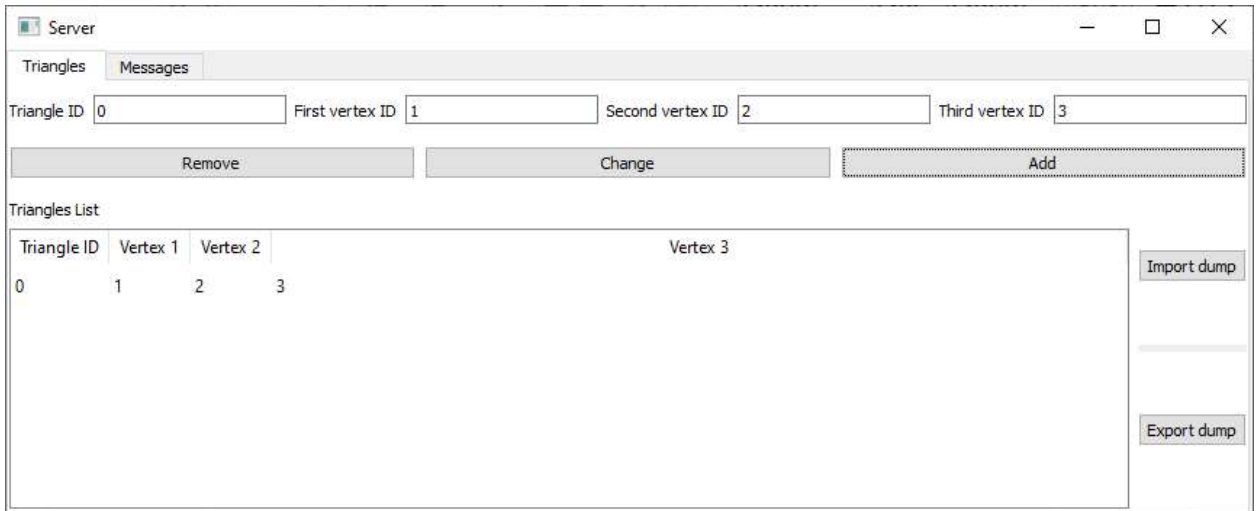 Server
Triangles Messages
Triangle ID 0 First vertex ID 1 Second vertex ID 2 Third vertex ID 3
Remove Change Add
Triangles List
Triangle ID Vertex 1 Vertex 2 Vertex 3
Import dump
0 1 2 3
Export dump